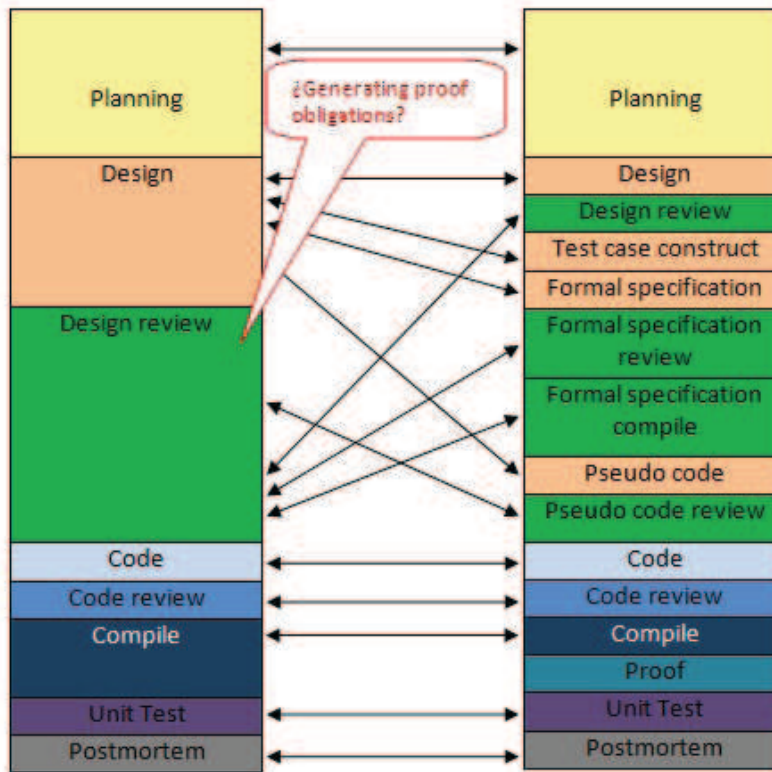 Planning
Design
Design review
Code
Code review
Compile
Unit Test
Postmortem
¿Generating proof
obligations?
Planning
Design
Design review
Test case construct
Formal specification
Formal specification
review
Formal specification
compile
Pseudo code
Pseudo code review
Code
Code review
Compile
Proof
Unit Test
Postmortem